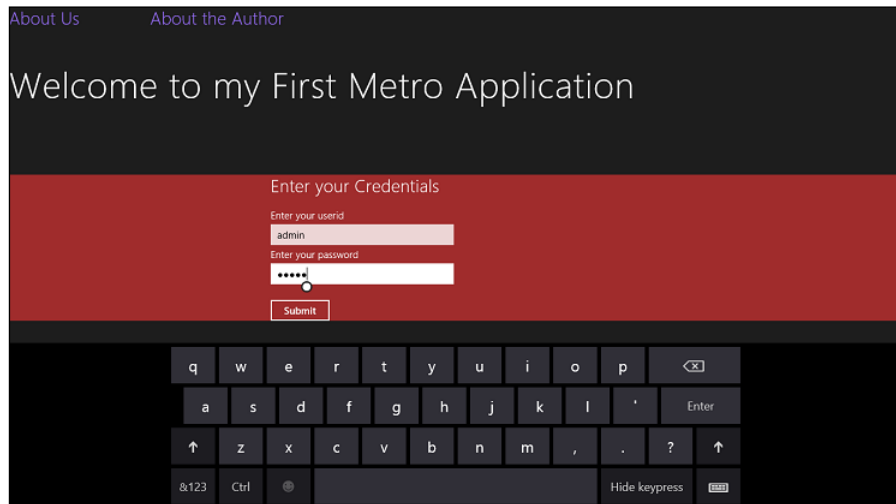 About Us About the Author
Welcome to my First Metro Application
Enter your Credentials
Enter your userid
admin
Enter your password
•••••
Submit
q w e r t y u i o p
a s d f g h j k l ' Enter
z x c v b n m , . ?
&123 Ctrl Hide keypress